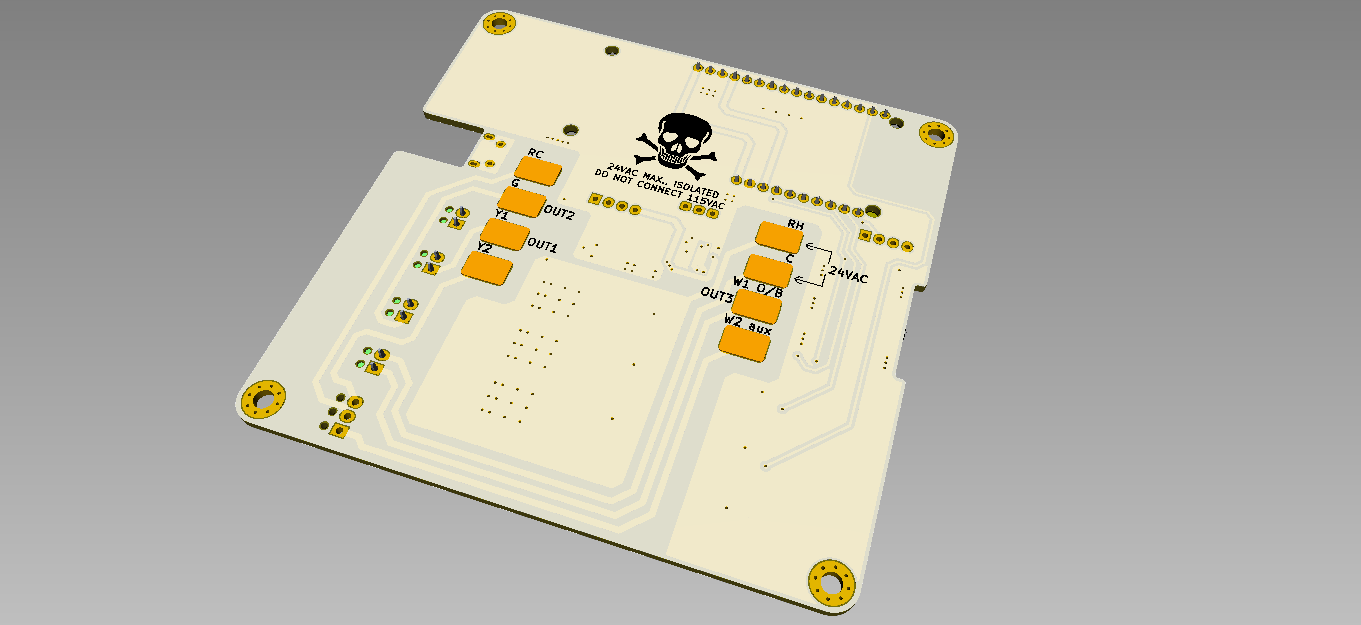 24VAC MAX., ISOLATED
DO NOT CONNECT 115VAC
RC
G
OUT2
Y1
OUT1
Y2
RH
C
24VAC
W1 O/B
OUT3
W2 aux